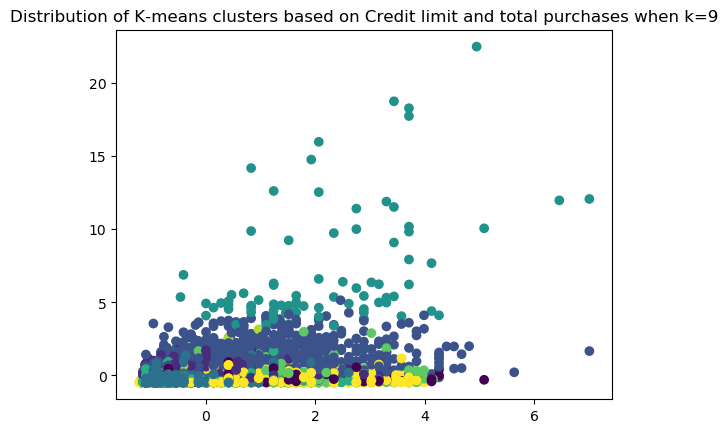 Distribution of K-means clusters based on Credit limit and total purchases when k=9
20
15
10
5
0
0 2 4 6